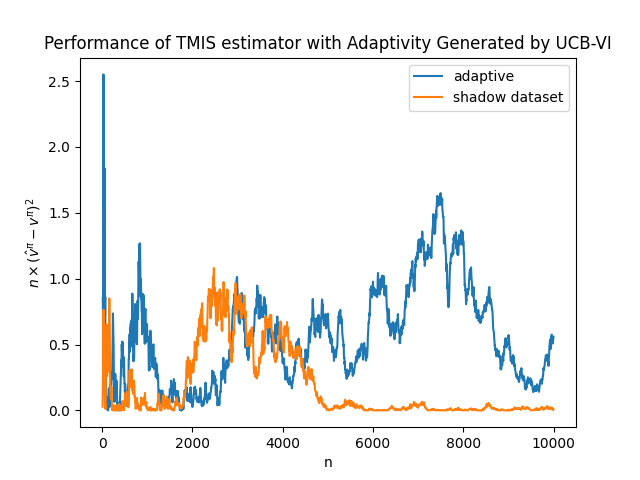 Performance of TMIS estimator with Adaptivity Generated by UCB-VI
adaptive
shadow dataset
2.5
2.0
1.5
1.0
0.5
0.0
n × (v̂^π − v^π)²
0 2000 4000 6000 8000 10000
n